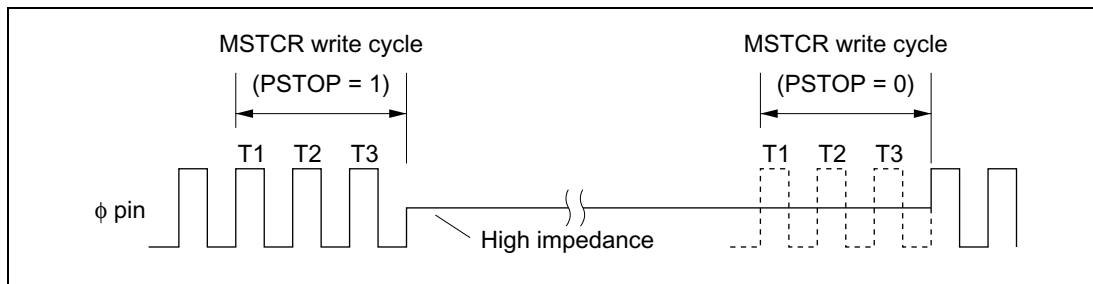 MSTCR write cycle
(PSTOP = 1)
MSTCR write cycle
(PSTOP = 0)
T1 T2 T3
T1 T2 T3
ϕ pin
High impedance